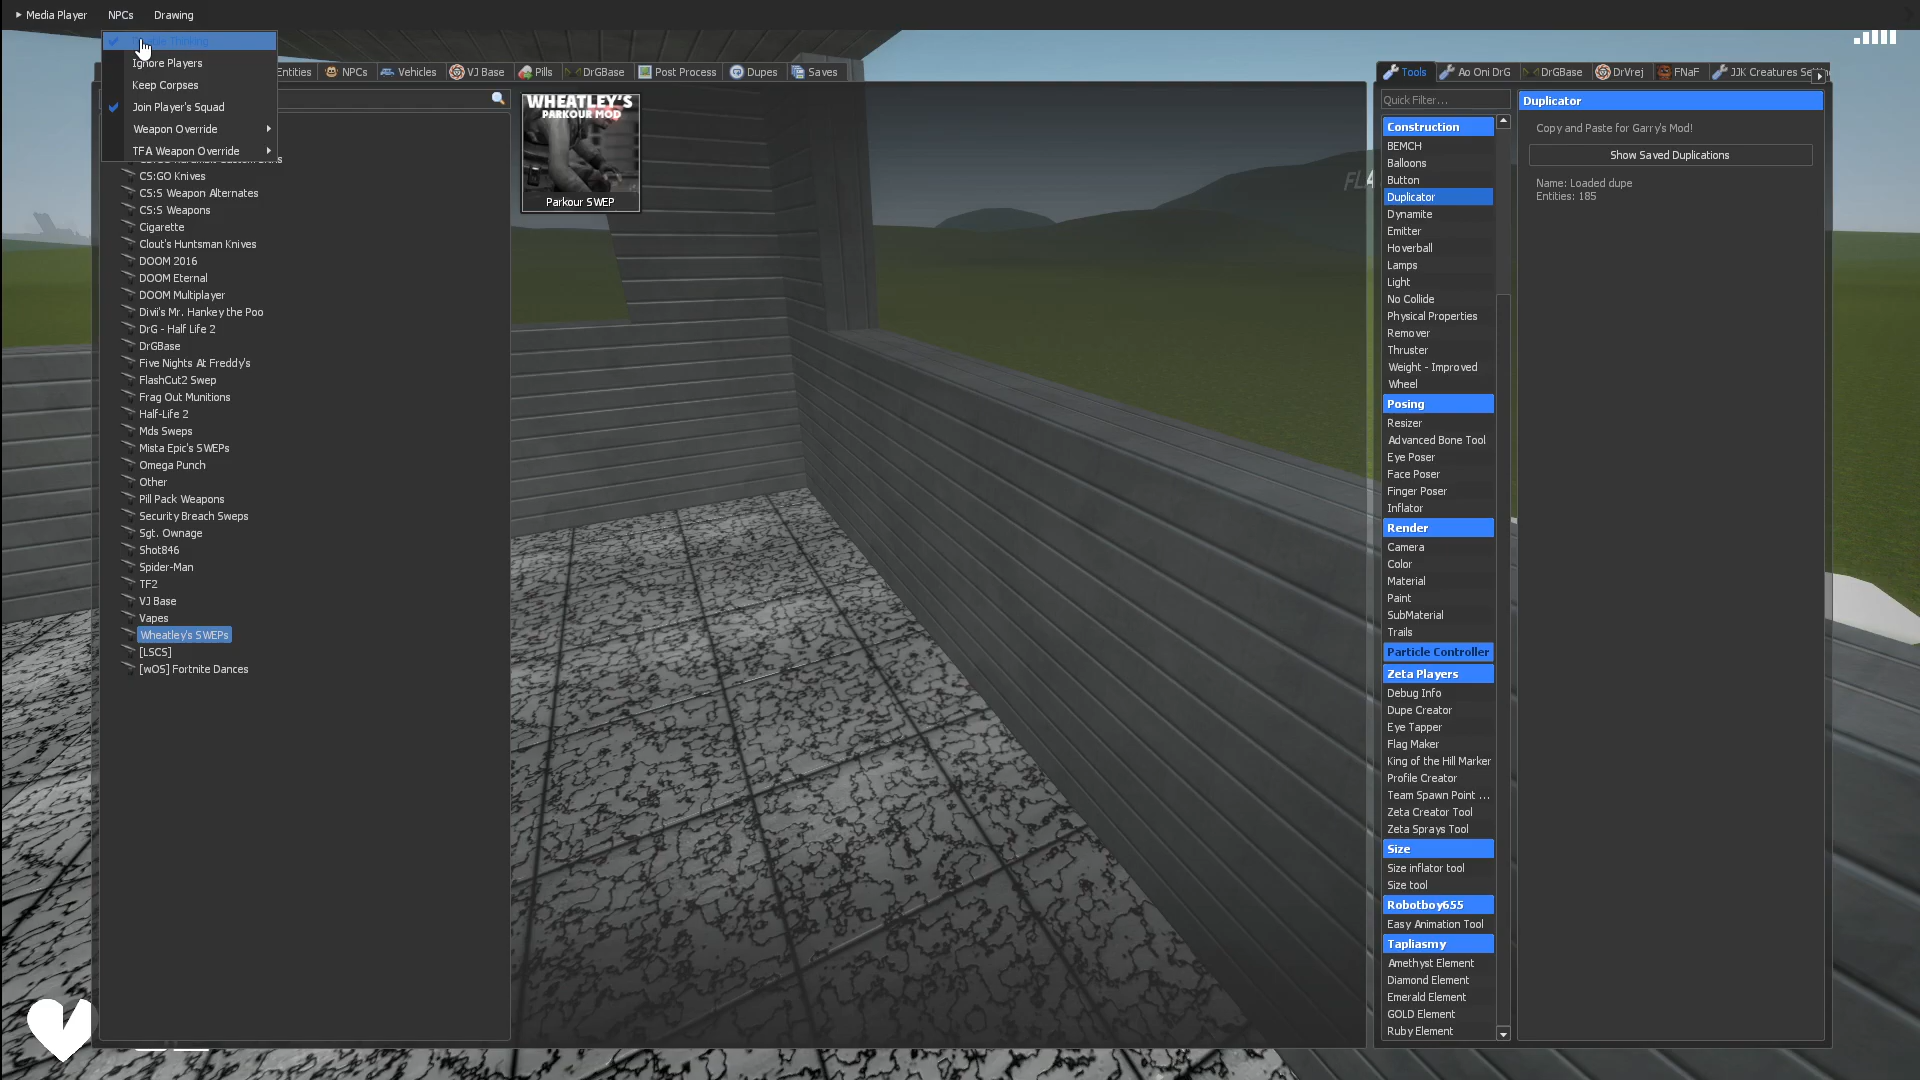 Media Player NPCs Drawing
Thinking
Ignore Players
Keep Corpses
Join Player's Squad
Weapon Override
TFA Weapon Override
Entities NPCs Vehicles VJ Base Pills DrGBase Post Process Dupes Saves
CS:GO Knives
CS:S Weapon Alternates
CS:S Weapons
Cigarette
Clout's Huntsman Knives
DOOM 2016
DOOM Eternal
DOOM Multiplayer
Divii's Mr. Hankey the Poo
DrG - Half Life 2
DrGBase
Five Nights At Freddy's
FlashCut2 Swep
Frag Out Munitions
Half-Life 2
Mds Sweps
Mista Epic's SWEPs
Omega Punch
Other
Pill Pack Weapons
Security Breach Sweps
Sgt. Ownage
Shot846
Spider-Man
TF2
VJ Base
Vapes
Wheatley's SWEPs
[LSCS]
[wOS] Fortnite Dances
WHEATLEY'S
PARKOUR MOD
Parkour SWEP
Tools Ao Oni DrG DrGBase DrVrej FNaF JJK Creatures
Quick Filter...
Construction
BEMCH
Balloons
Button
Duplicator
Dynamite
Emitter
Hoverball
Lamps
Light
No Collide
Physical Properties
Remover
Thruster
Weight - Improved
Wheel
Posing
Resizer
Advanced Bone Tool
Eye Poser
Face Poser
Finger Poser
Inflator
Render
Camera
Color
Material
Paint
SubMaterial
Trails
Particle Controller
Zeta Players
Debug Info
Dupe Creator
Eye Tapper
Flag Maker
King of the Hill Marker
Profile Creator
Team Spawn Point ...
Zeta Creator Tool
Zeta Sprays Tool
Size
Size inflator tool
Size tool
Robotboy655
Easy Animation Tool
Tapliasmy
Amethyst Element
Diamond Element
Emerald Element
GOLD Element
Ruby Element
Duplicator
Copy and Paste for Garry's Mod!
Show Saved Duplications
Name: Loaded dupe
Entities: 185